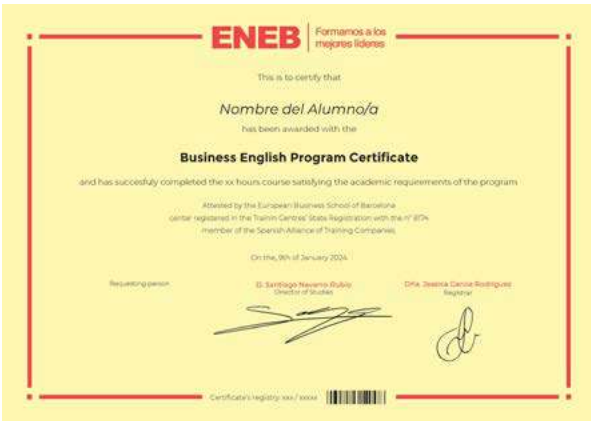 ENEB
Formamos a los
mejores líderes
This is to certify that
Nombre del Alumno/a
has been awarded with the
Business English Program Certificate
and has succesfuly completed the xx hours course satisfying the academic requirements of the program
Attested by the European Business School of Barcelona
center registered in the Trainin Centres' State Registration with the nº 8174
member of the Spanish Alliance of Training Companies,
On the, 9th of January 2024
Requesting person
D. Santiago Navarro Rubio
Director of Studies
Dña. Jessica García Rodríguez
Registrar
Certificate's registry: xxx / xxxxx